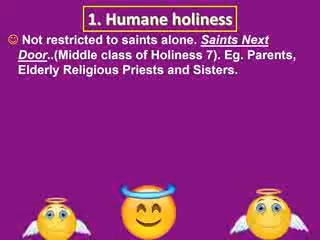 1. Humane holiness
Not restricted to saints alone. Saints Next
Door..(Middle class of Holiness 7). Eg. Parents,
Elderly Religious Priests and Sisters.